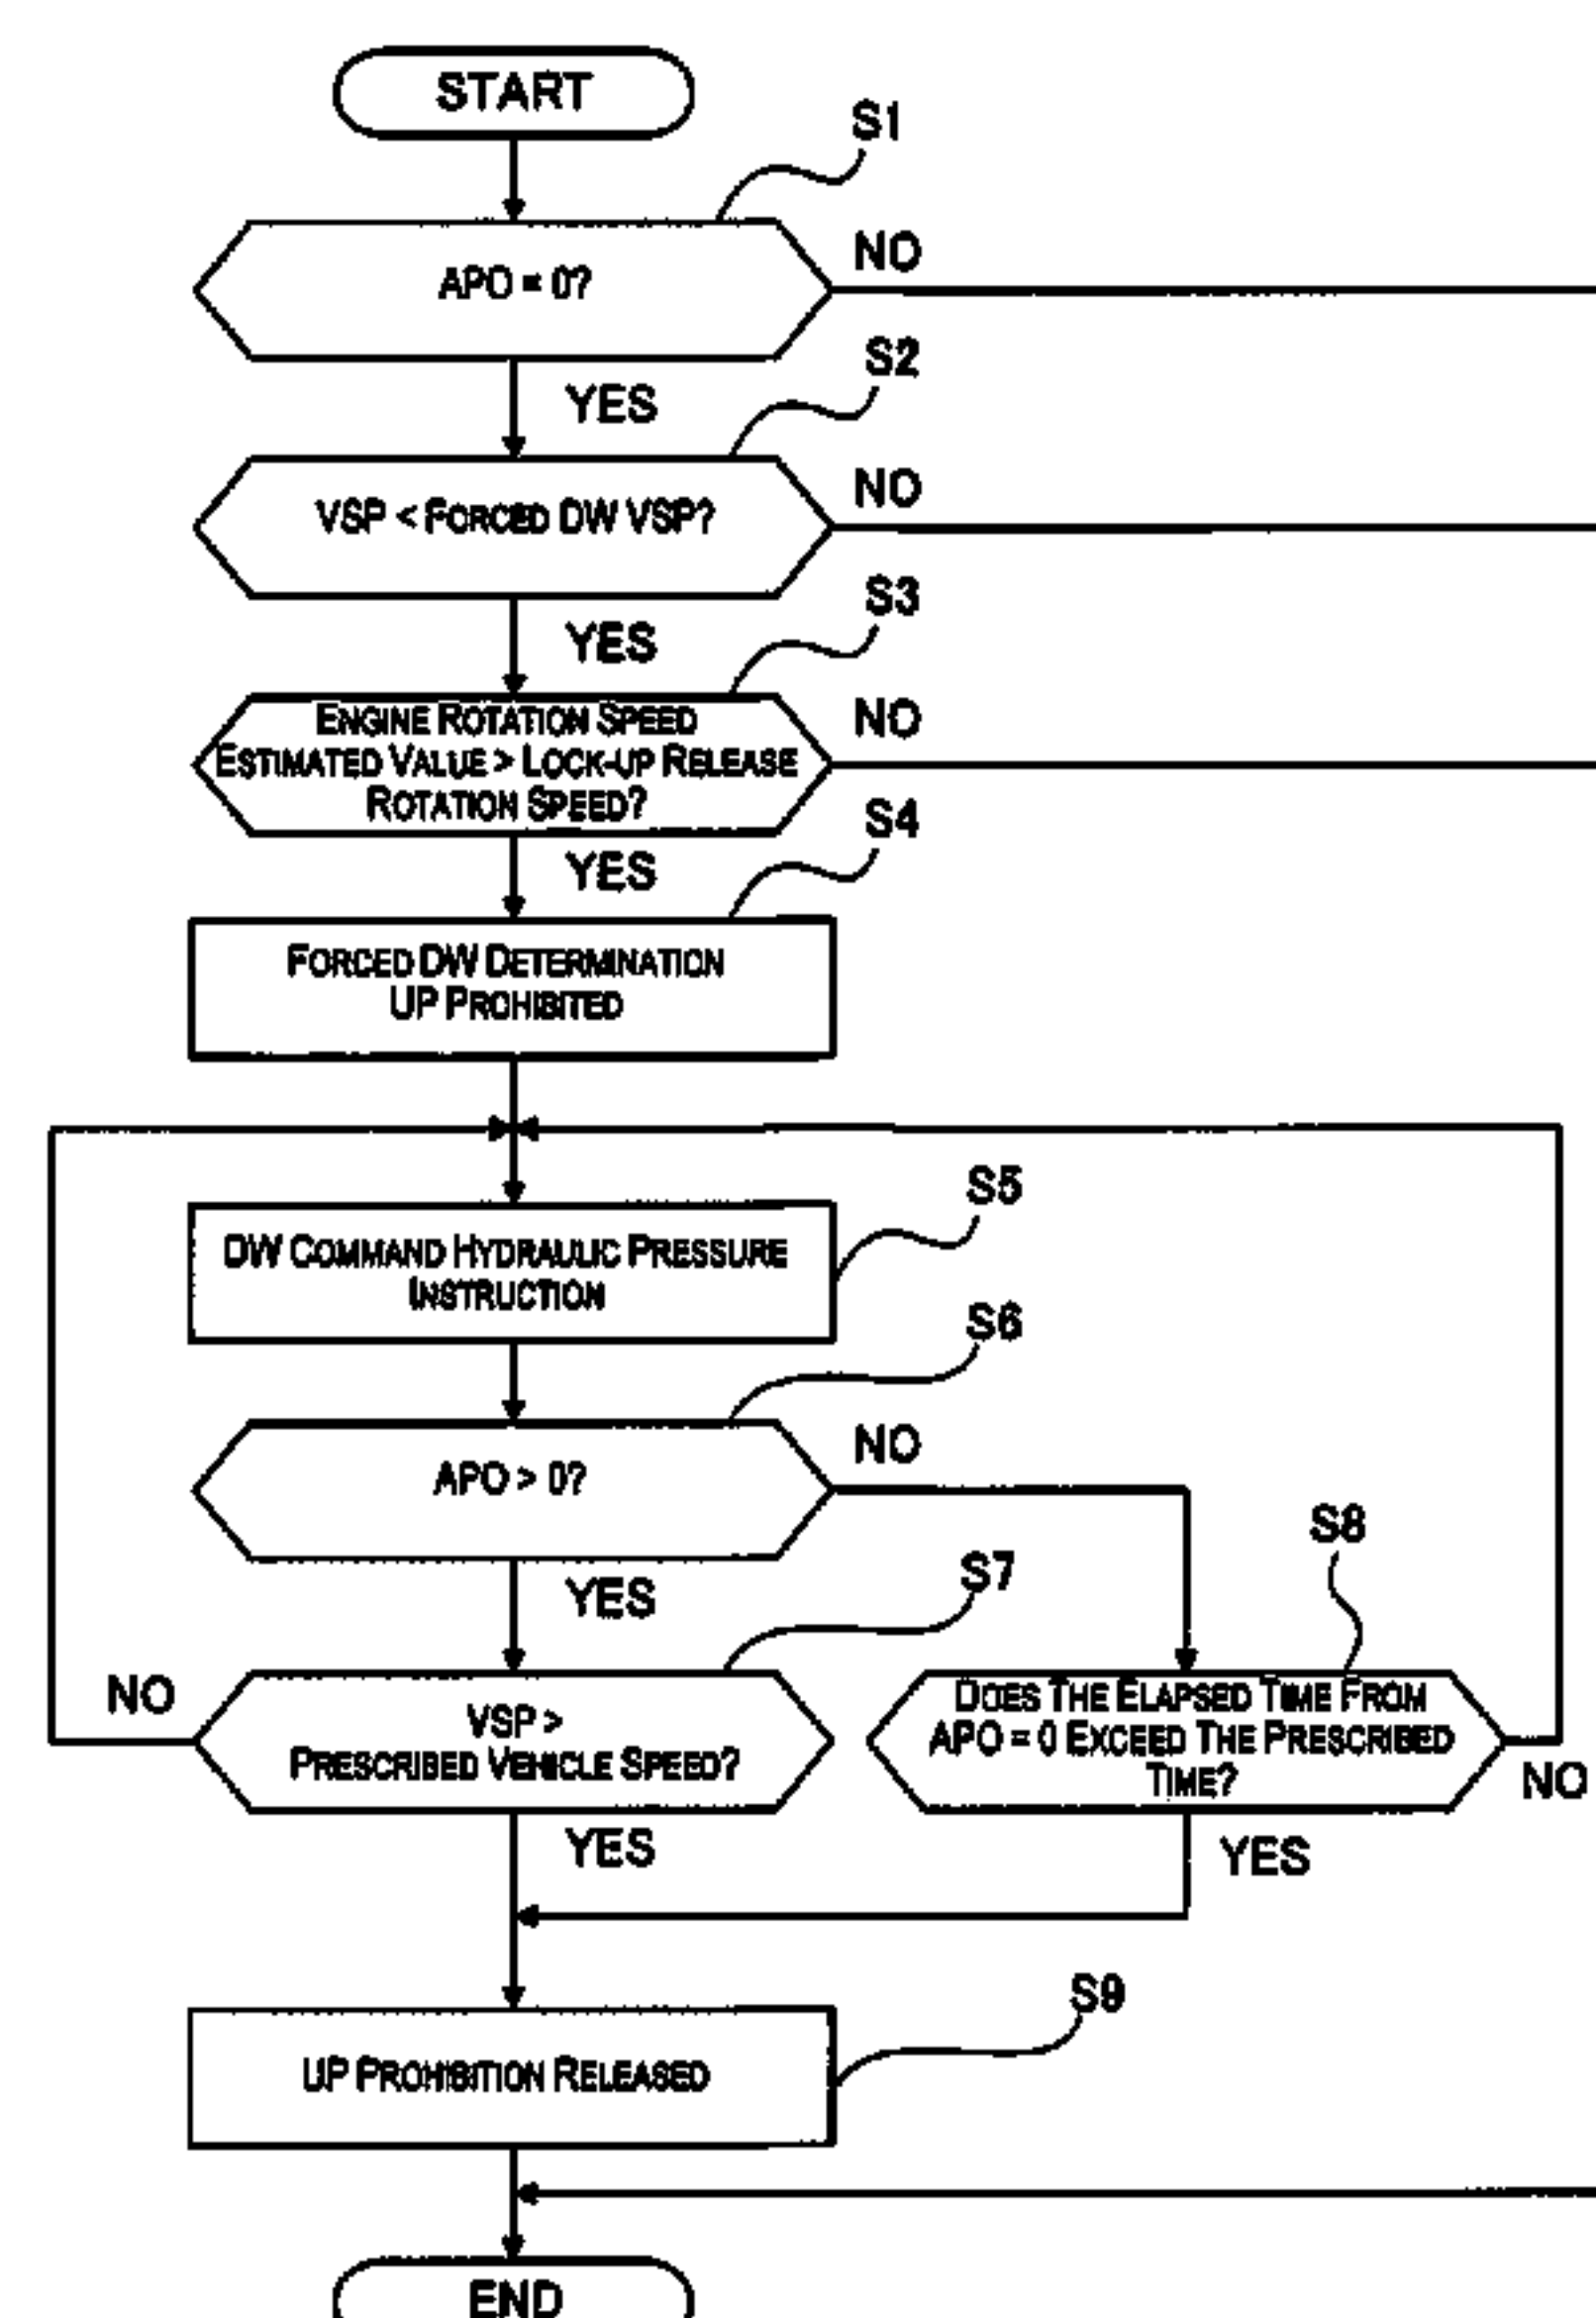 START
S1
APO = 0?
NO
YES
S2
VSP < FORCED DW VSP?
NO
YES
S3
ENGINE ROTATION SPEED
ESTIMATED VALUE > LOCK-UP RELEASE
ROTATION SPEED?
NO
YES
S4
FORCED DW DETERMINATION
UP PROHIBITED
S5
DW COMMAND HYDRAULIC PRESSURE
INSTRUCTION
S6
APO > 0?
NO
YES
S7
VSP >
PRESCRIBED VEHICLE SPEED?
NO
YES
S8
DOES THE ELAPSED TIME FROM
APO = 0 EXCEED THE PRESCRIBED
TIME?
NO
YES
S9
UP PROHIBITION RELEASED
END